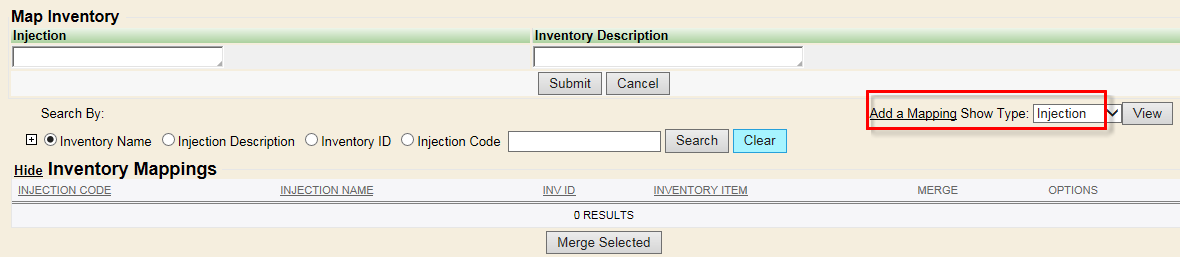 Map Inventory
Injection Inventory Description
Submit Cancel
Search By: Add a Mapping Show Type: Injection View
Inventory Name Injection Description Inventory ID Injection Code Search Clear
Hide Inventory Mappings
INJECTION CODE INJECTION NAME INV ID INVENTORY ITEM MERGE OPTIONS
0 RESULTS
Merge Selected